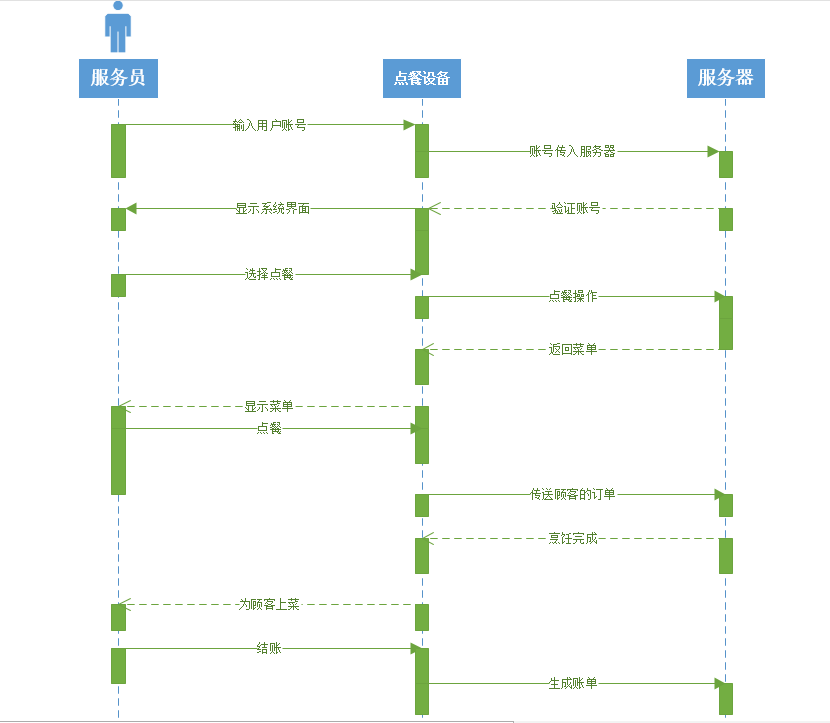 服务员
点餐设备
服务器
输入用户账号
账号传入服务器
显示系统界面
验证账号
选择点餐
点餐操作
返回菜单
显示菜单
点餐
传送顾客的订单
烹饪完成
为顾客上菜
结账
生成账单